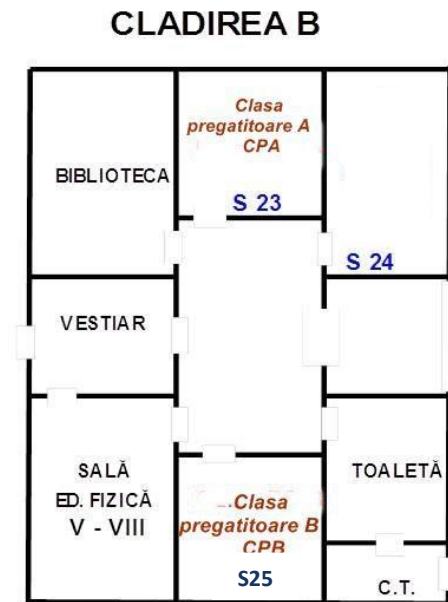 CLADIREA B
Clasa
pregatitoare A
CPA
BIBLIOTECA
S 23
S 24
VESTIAR
SALĂ
ED. FIZICĂ
V - VIII
Clasa
pregatitoare B
CPB
S25
TOALETĂ
C.T.